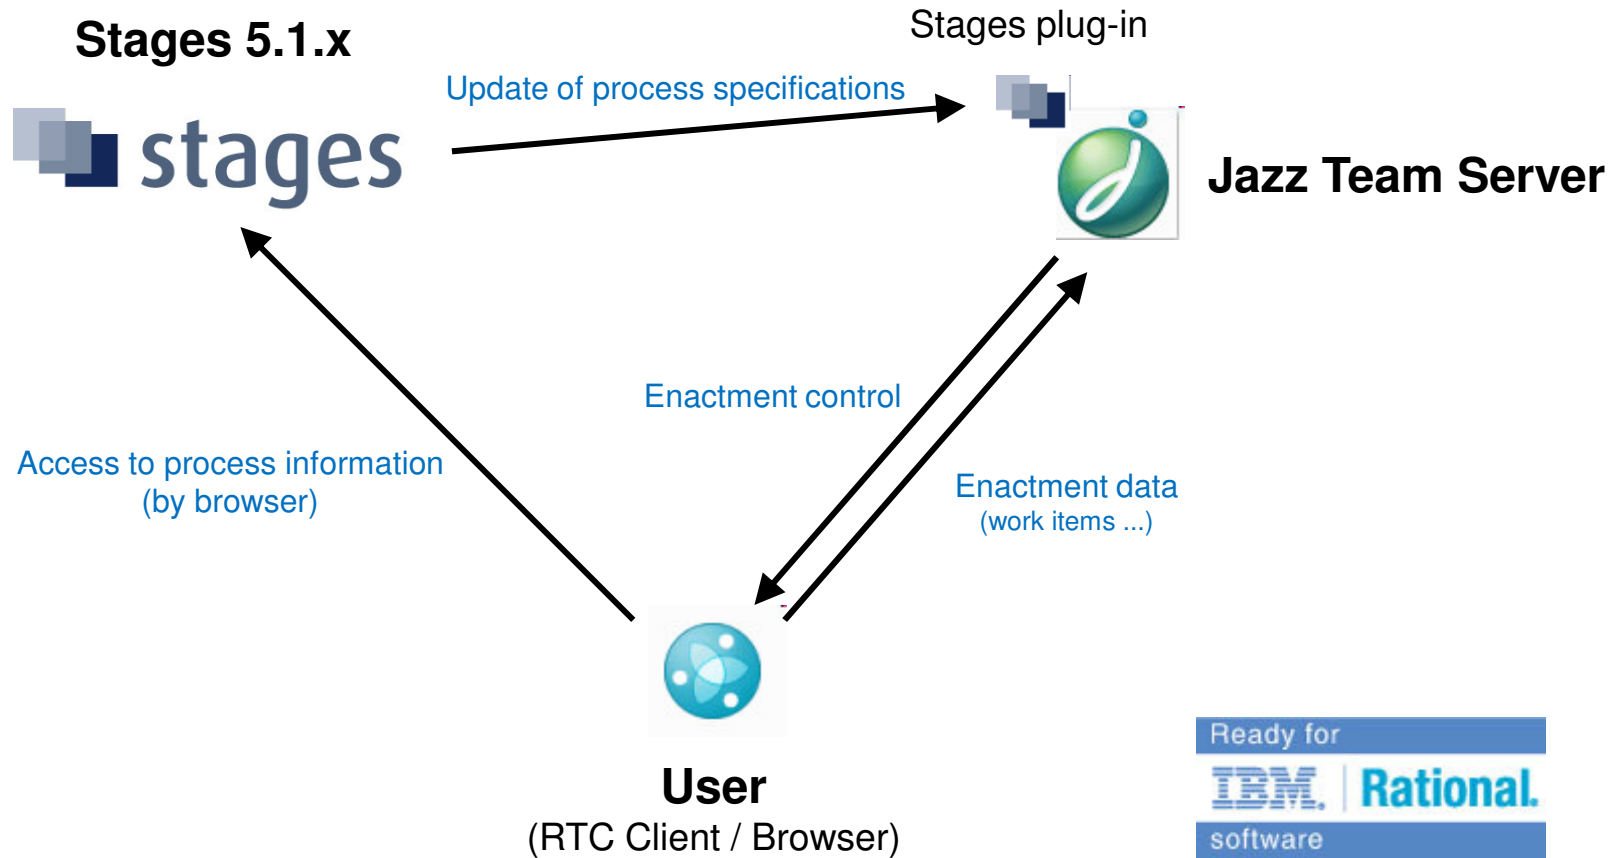 Stages 5.1.x
Stages plug-in
Update of process specifications
stages
Jazz Team Server
Enactment control
Access to process information
(by browser)
Enactment data
(work items ...)
User
(RTC Client / Browser)
Ready for
IBM. | Rational.
software